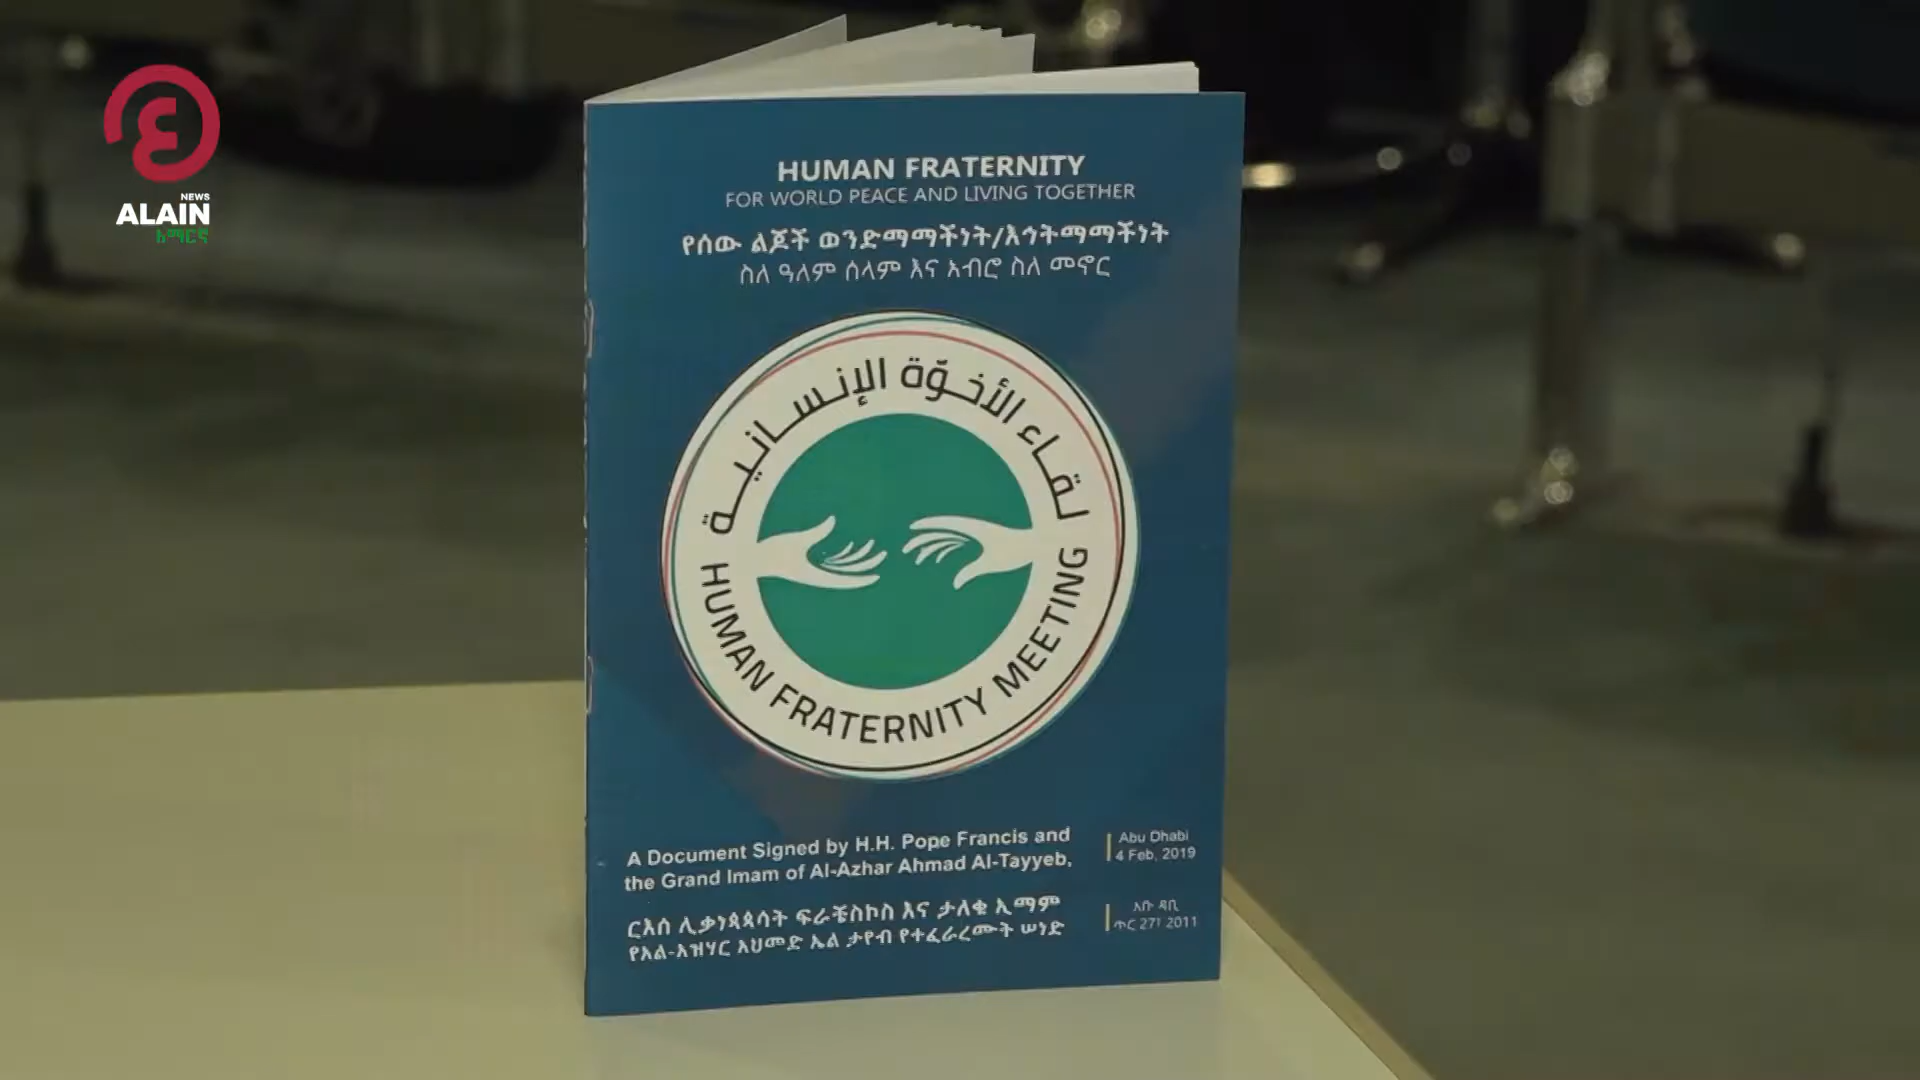 NEWS
ALAIN
አማርኛ
HUMAN FRATERNITY
FOR WORLD PEACE AND LIVING TOGETHER
የሰው ልጆች ወንድማማችነት/እኅትማማችነት
ስለ ዓለም ሰላም እና አብሮ ስለ መኖር
لقاء الأخوّة الإنسانية
HUMAN FRATERNITY MEETING
A Document Signed by H.H. Pope Francis and
the Grand Imam of Al-Azhar Ahmad Al-Tayyeb,
Abu Dhabi
4 Feb, 2019
ርእሰ ሊቃነጳጳሳት ፍራቼስኮስ እና ታለቁ ኢማም
የአል-አዝሃር አህመድ ኤል ታየብ የተፈራረሙት ሠነድ
አቡ ዳቢ
ጥር 27፣ 2011